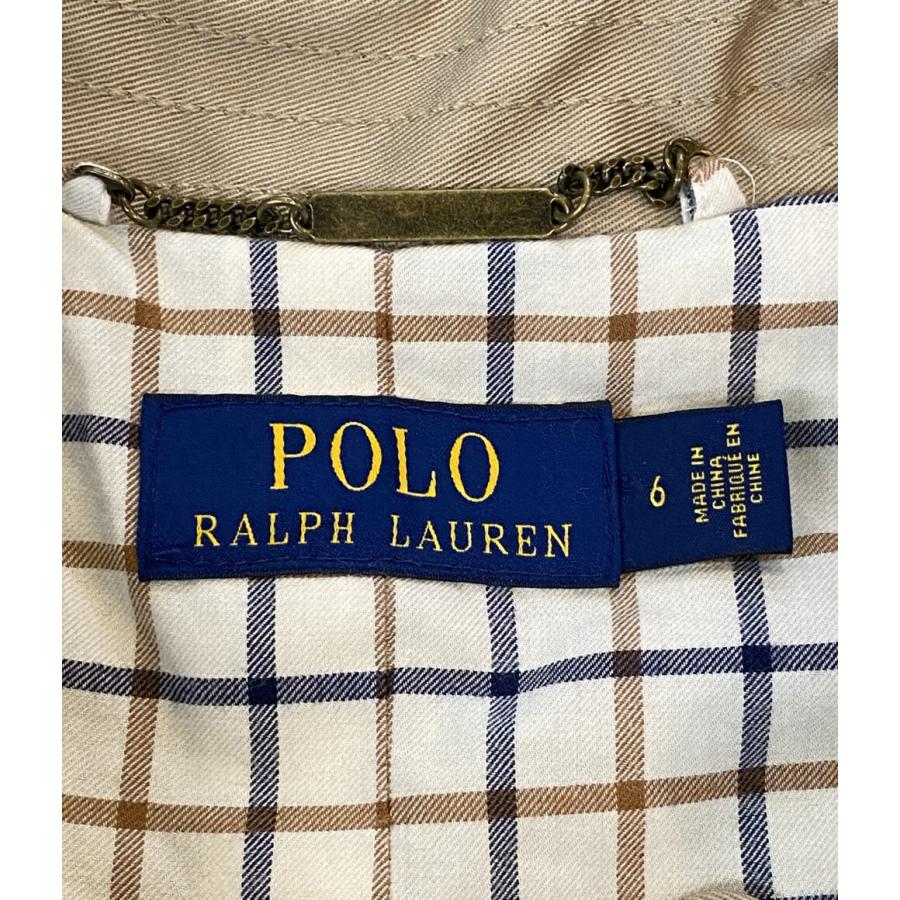 POLO
RALPH LAUREN
6
MADE IN
CHINA
FABRIQUÉ EN
CHINE